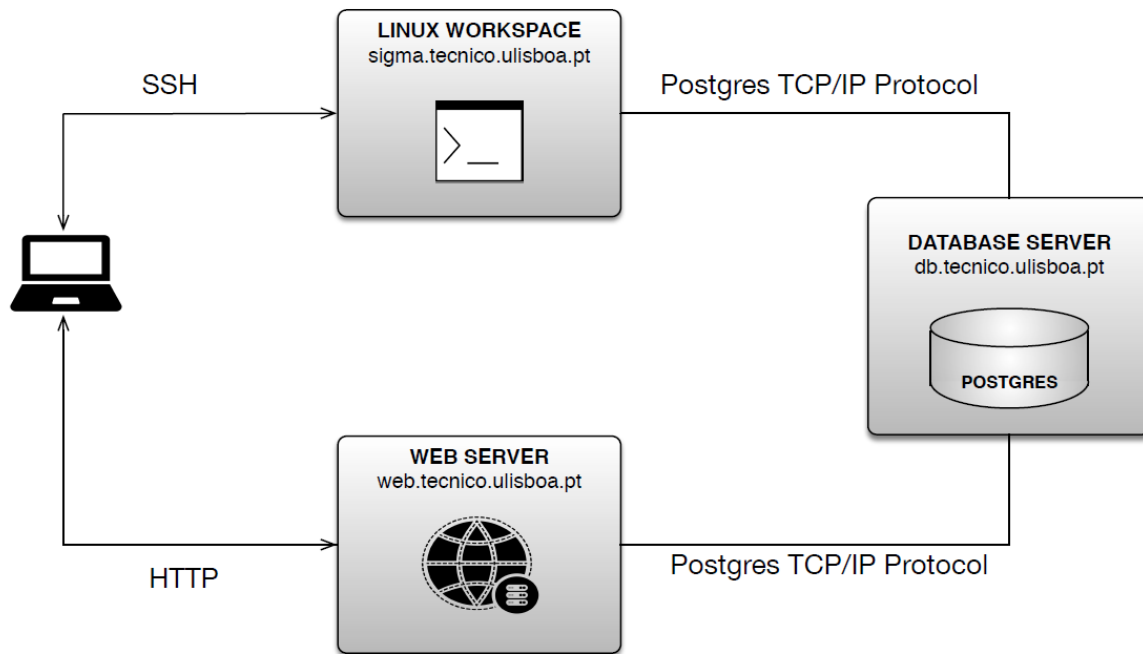 LINUX WORKSPACE
sigma.tecnico.ulisboa.pt
SSH
Postgres TCP/IP Protocol
>_
DATABASE SERVER
db.tecnico.ulisboa.pt
POSTGRES
WEB SERVER
web.tecnico.ulisboa.pt
HTTP
Postgres TCP/IP Protocol